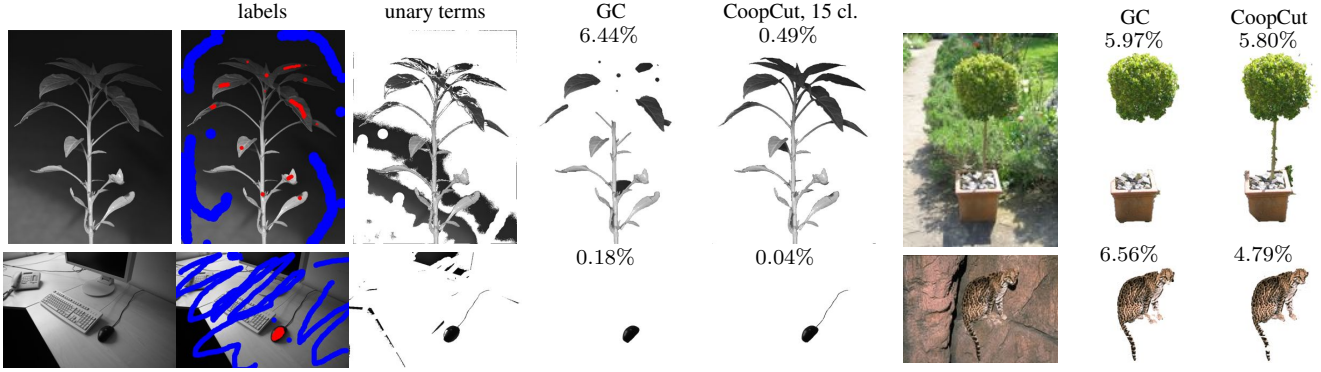 labels unary terms GC CoopCut, 15 cl.
6.44% 0.49%
0.18% 0.04%
GC CoopCut
5.97% 5.80%
6.56% 4.79%